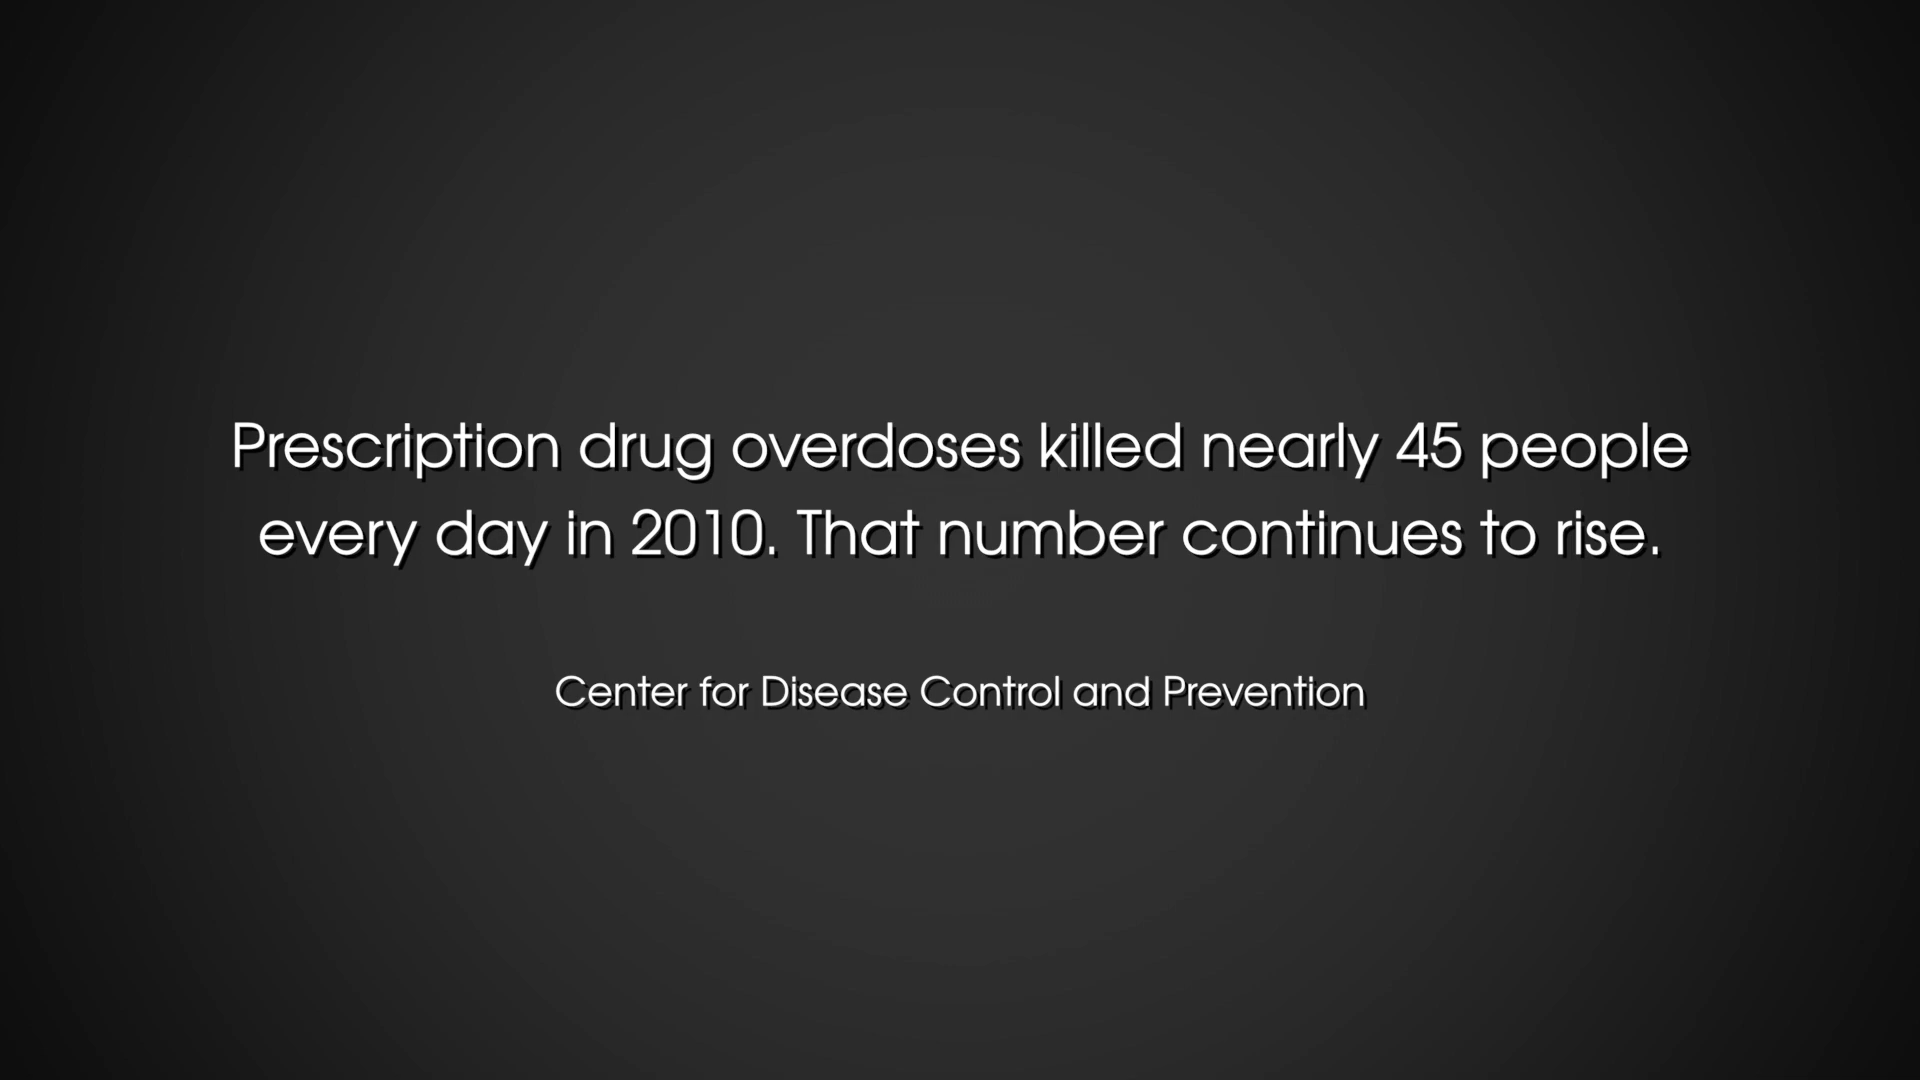 Prescription drug overdoses killed nearly 45 people
every day in 2010. That number continues to rise.
Center for Disease Control and Prevention